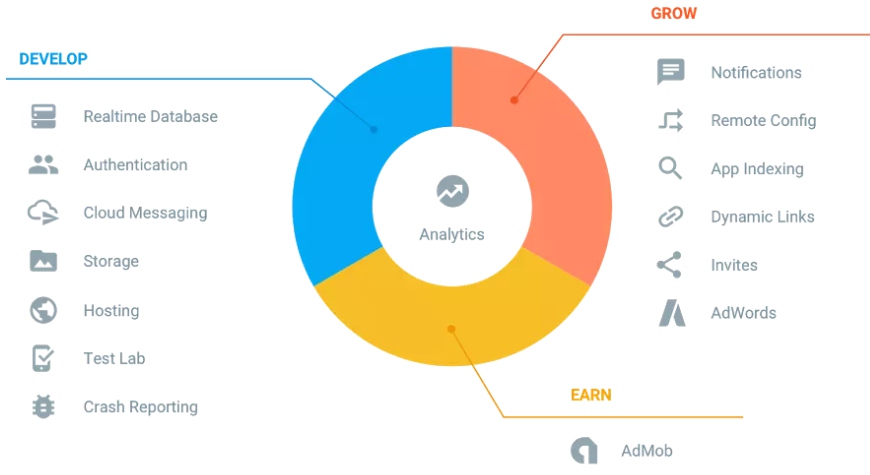 GROW
DEVELOP
Realtime Database
Authentication
Cloud Messaging
Storage
Hosting
Test Lab
Crash Reporting
Analytics
Notifications
Remote Config
App Indexing
Dynamic Links
Invites
AdWords
EARN
AdMob